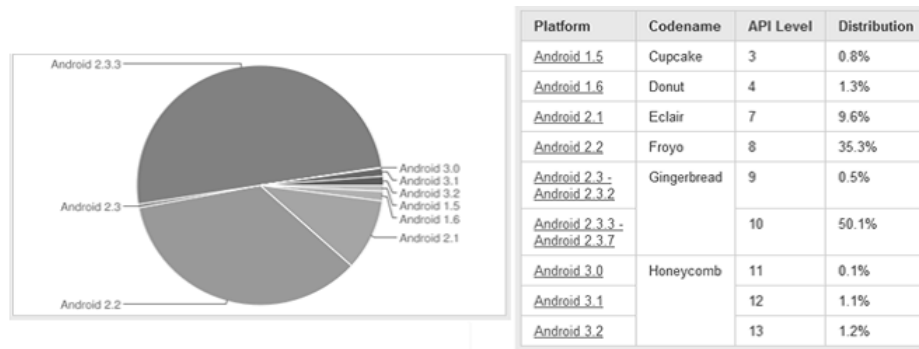 Android 2.3.3
Android 3.0
Android 3.1
Android 3.2
Android 1.5
Android 1.6
Android 2.1
Android 2.3
Android 2.2
Platform Codename API Level Distribution
Android 1.5 Cupcake 3 0.8%
Android 1.6 Donut 4 1.3%
Android 2.1 Eclair 7 9.6%
Android 2.2 Froyo 8 35.3%
Android 2.3 - Gingerbread 9 0.5%
Android 2.3.2
Android 2.3.3 - 10 50.1%
Android 2.3.7
Android 3.0 Honeycomb 11 0.1%
Android 3.1 12 1.1%
Android 3.2 13 1.2%